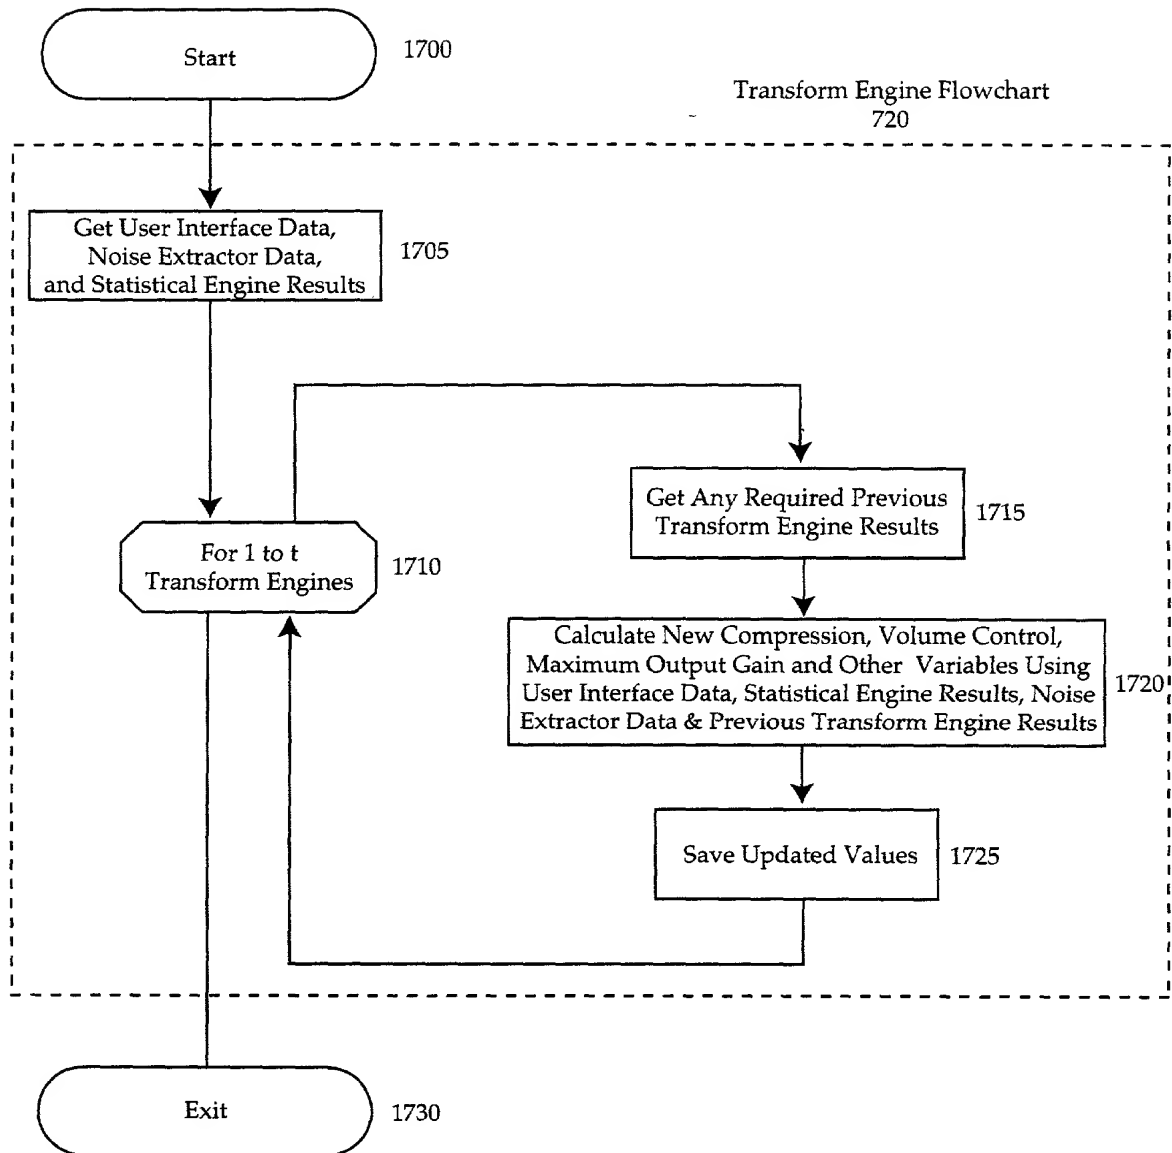 Start
1700
Transform Engine Flowchart
720
Get User Interface Data,
Noise Extractor Data,
and Statistical Engine Results
1705
For 1 to t
Transform Engines
1710
Get Any Required Previous
Transform Engine Results
1715
Calculate New Compression, Volume Control,
Maximum Output Gain and Other Variables Using
User Interface Data, Statistical Engine Results, Noise
Extractor Data & Previous Transform Engine Results
1720
Save Updated Values
1725
Exit
1730